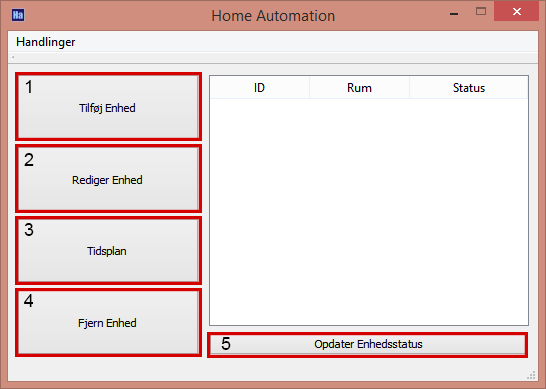 Ha
Home Automation
Handlinger
1
Tilføj Enhed
2
Rediger Enhed
3
Tidsplan
4
Fjern Enhed
ID Rum Status
5 Opdater Enhedsstatus